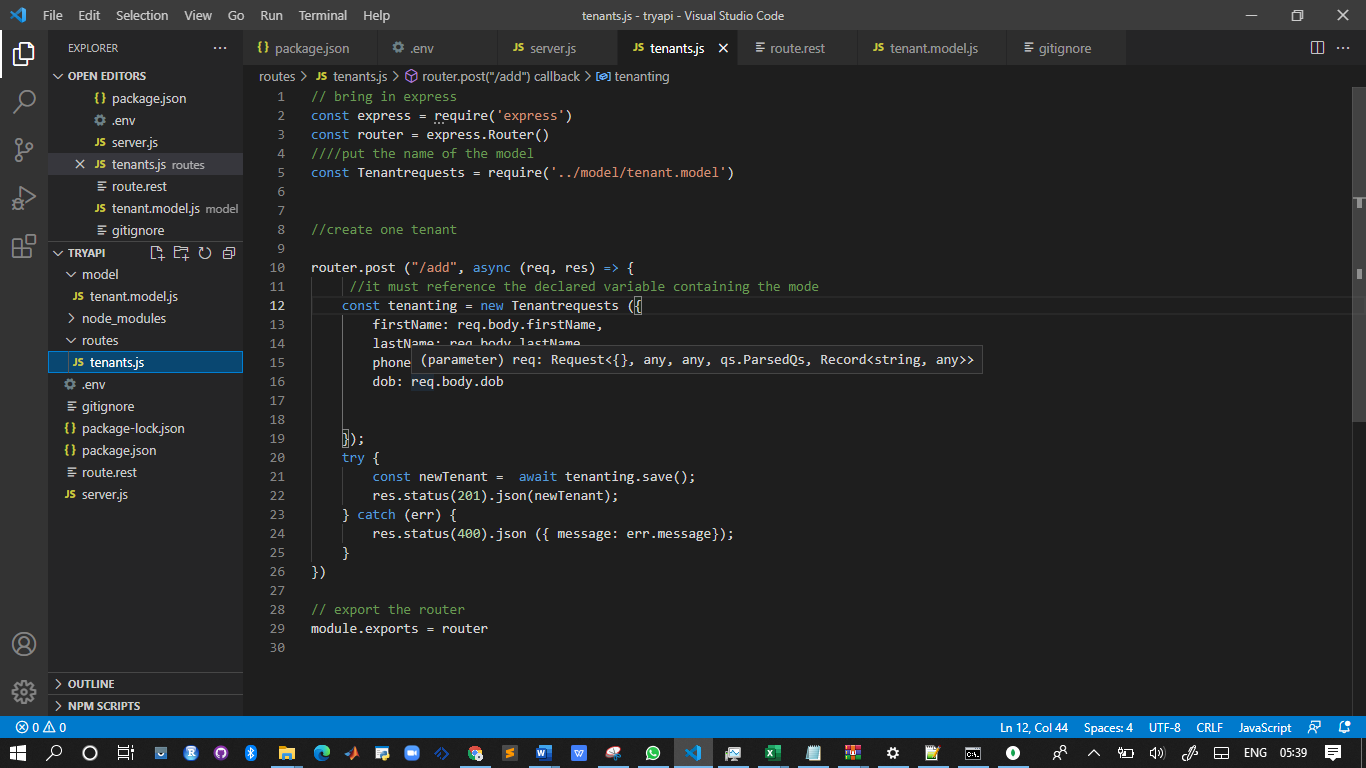 File Edit Selection View Go Run Terminal Help
tenants.js - tryapi - Visual Studio Code
EXPLORER
OPEN EDITORS
{} package.json
.env
JS server.js
JS tenants.js routes
route.rest
JS tenant.model.js model
gitignore
TRYAPI
model
JS tenant.model.js
node_modules
routes
JS tenants.js
.env
gitignore
{} package-lock.json
{} package.json
route.rest
JS server.js
OUTLINE
NPM SCRIPTS
{} package.json
.env
JS server.js
JS tenants.js
route.rest
JS tenant.model.js
gitignore
routes > JS tenants.js > router.post("/add") callback > tenanting
1 // bring in express
2 const express = require('express')
3 const router = express.Router()
4 ////put the name of the model
5 const Tenantrequests = require('../model/tenant.model')
6
7
8 //create one tenant
9
10 router.post ("/add", async (req, res) => {
11 //it must reference the declared variable containing the mode
12 const tenanting = new Tenantrequests ({
13 firstName: req.body.firstName,
14 lastName: req.body.lastName
15 phone
(parameter) req: Request<{}, any, any, qs.ParsedQs, Record<string, any>>
16 dob: req.body.dob
17
18
19 });
20 try {
21 const newTenant =  await tenanting.save();
22 res.status(201).json(newTenant);
23 } catch (err) {
24 res.status(400).json ({ message: err.message});
25 }
26 })
27
28 // export the router
29 module.exports = router
30
0 0
Ln 12, Col 44 Spaces: 4 UTF-8 CRLF JavaScript
ENG 05:39